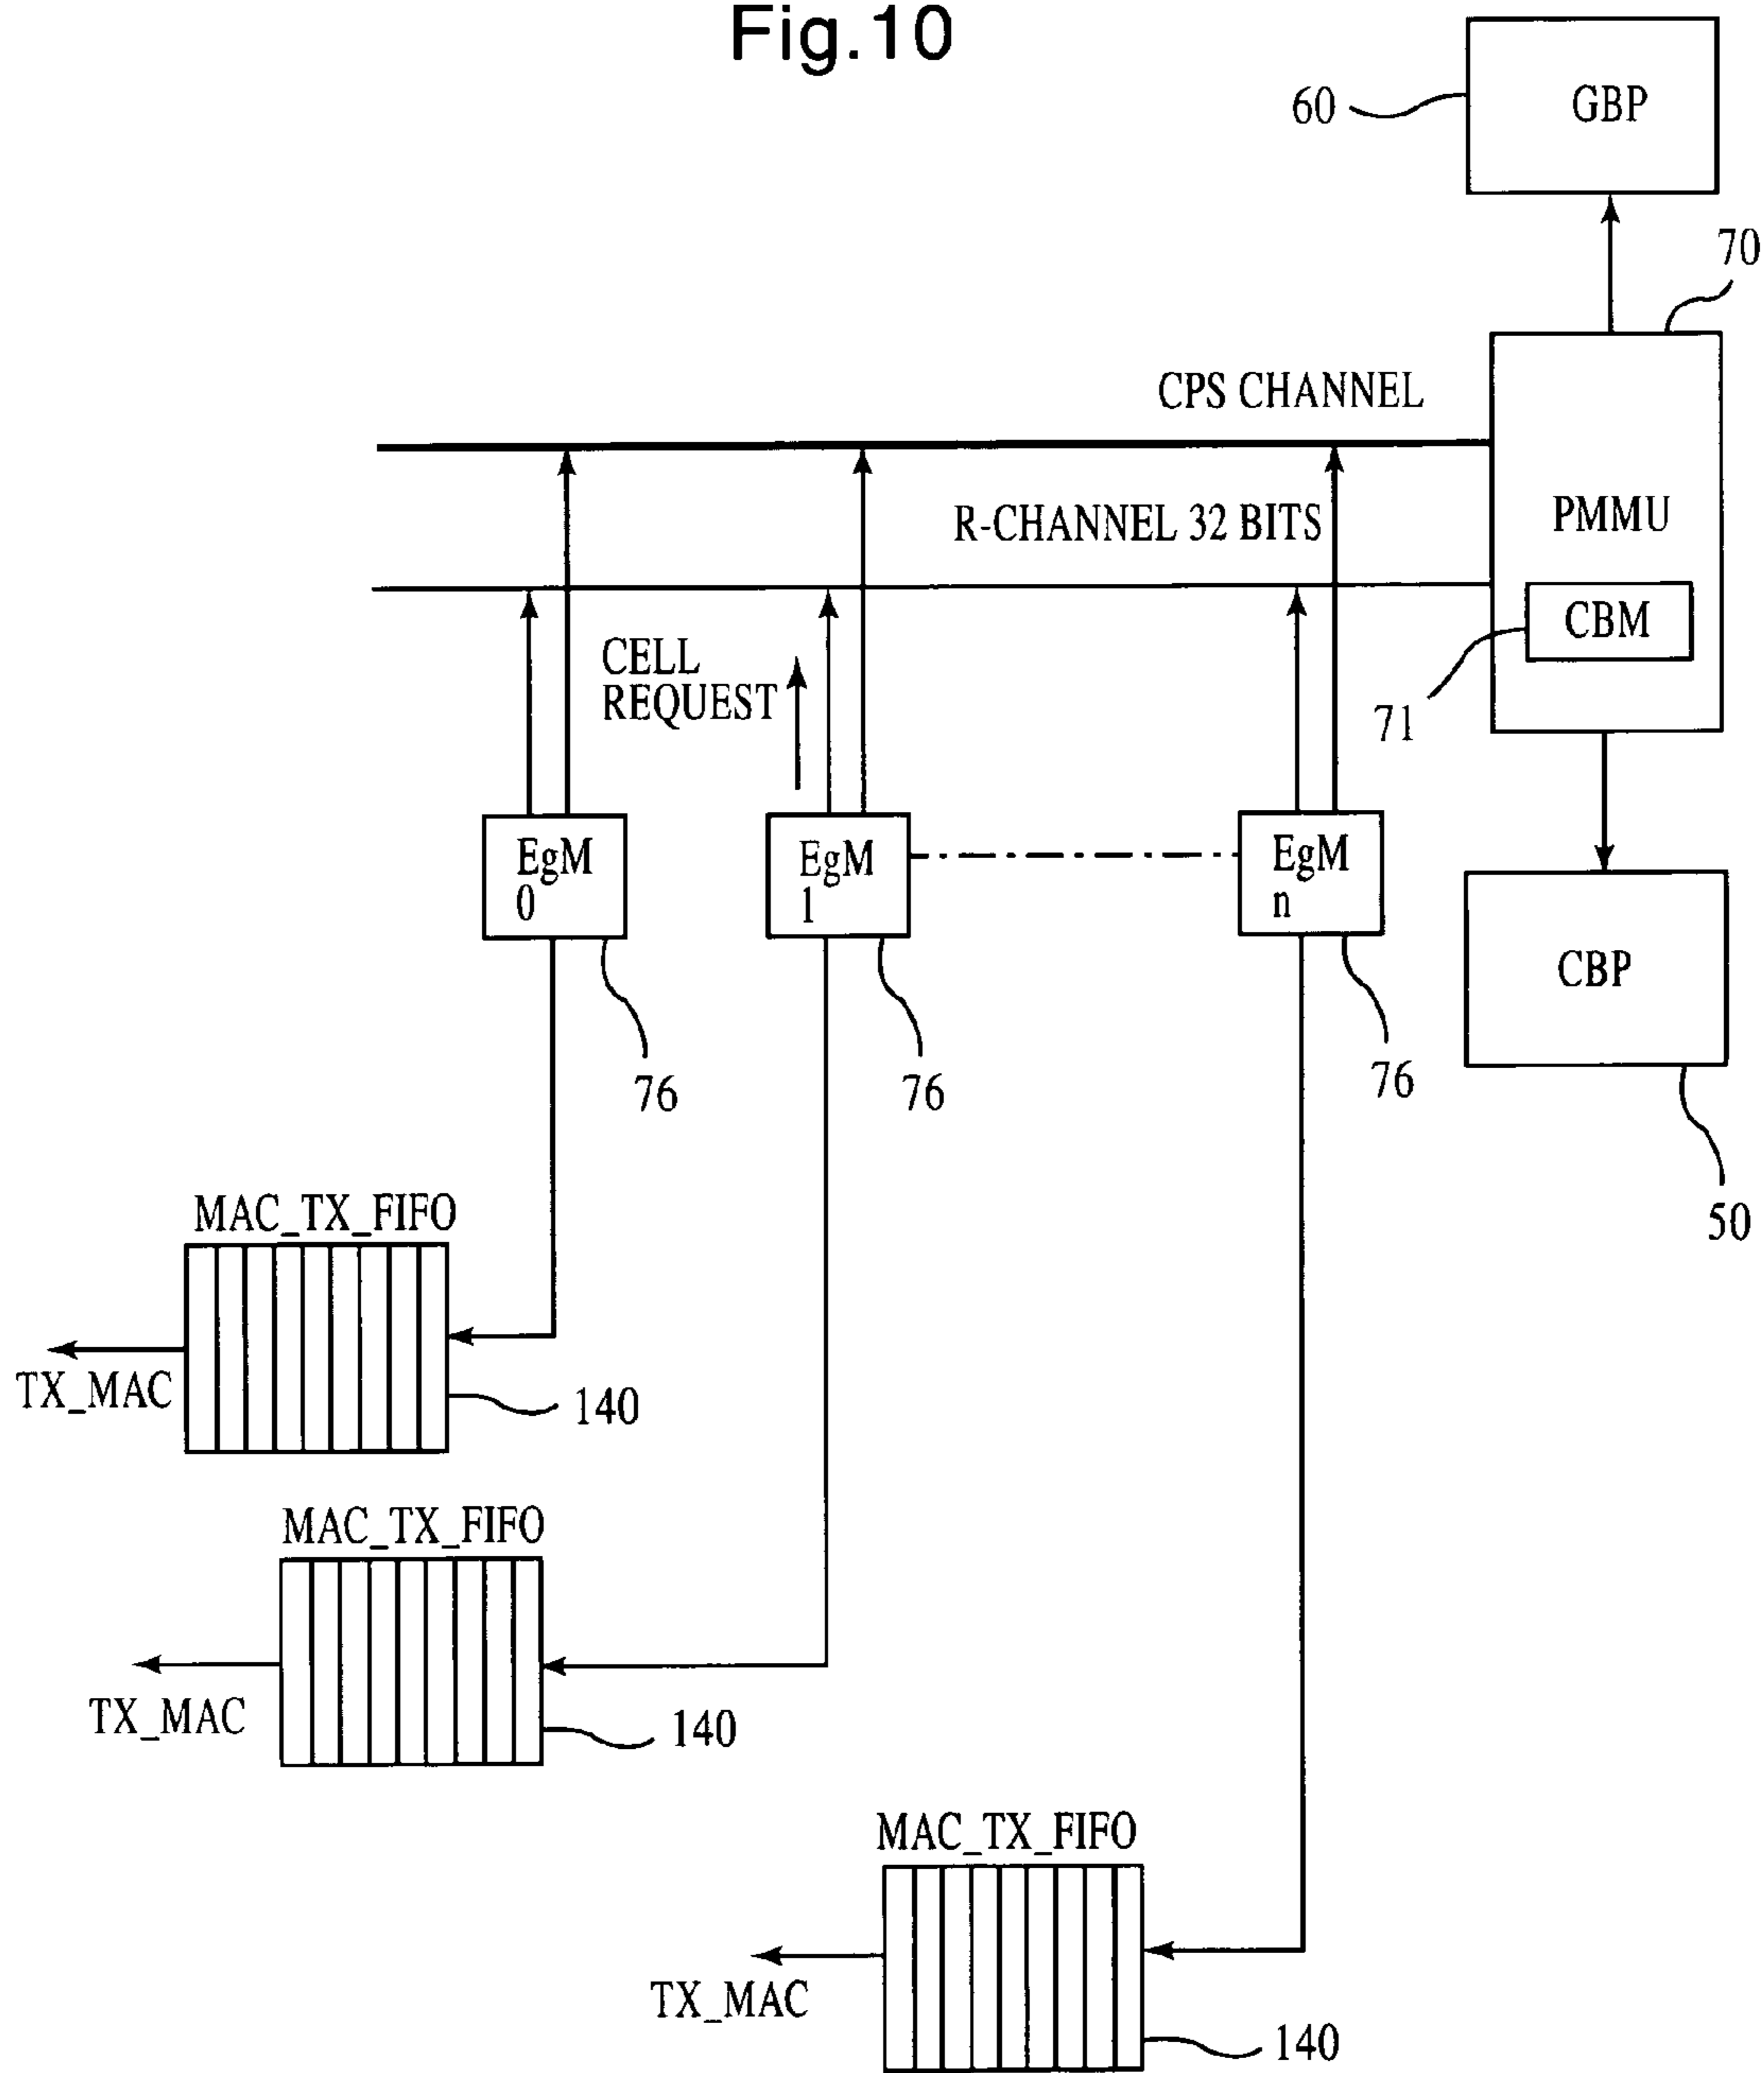 Fig.10
GBP
60
70
CPS CHANNEL
R-CHANNEL 32 BITS
PMMU
CBM
71
CELL
REQUEST
EgM
0
EgM
1
EgM
n
76
76
76
CBP
50
MAC_TX_FIFO
TX_MAC
140
MAC_TX_FIFO
TX_MAC
140
MAC_TX_FIFO
TX_MAC
140